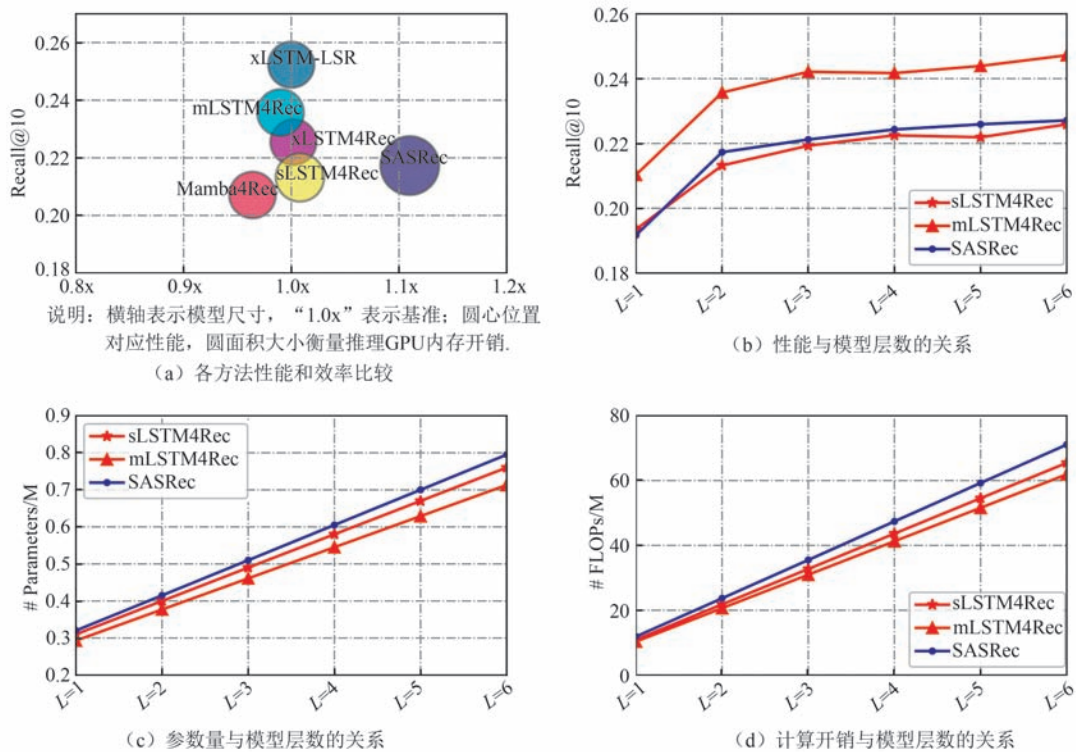 0.26
0.24
0.22
0.20
0.18
Recall@10
xLSTM-LSR
mLSTM4Rec
xLSTM4Rec
SASRec
sLSTM4Rec
Mamba4Rec
0.8x 0.9x 1.0x 1.1x 1.2x
说明：横轴表示模型尺寸，“1.0x”表示基准；圆心位置
对应性能，圆面积大小衡量推理GPU内存开销.
（a）各方法性能和效率比较
0.26
0.24
0.22
0.20
0.18
Recall@10
sLSTM4Rec
mLSTM4Rec
SASRec
L=1 L=2 L=3 L=4 L=5 L=6
（b）性能与模型层数的关系
0.9
0.8
0.7
0.6
0.5
0.4
0.3
0.2
# Parameters/M
sLSTM4Rec
mLSTM4Rec
SASRec
L=1 L=2 L=3 L=4 L=5 L=6
（c）参数量与模型层数的关系
80
60
40
20
0
# FLOPs/M
sLSTM4Rec
mLSTM4Rec
SASRec
L=1 L=2 L=3 L=4 L=5 L=6
（d）计算开销与模型层数的关系